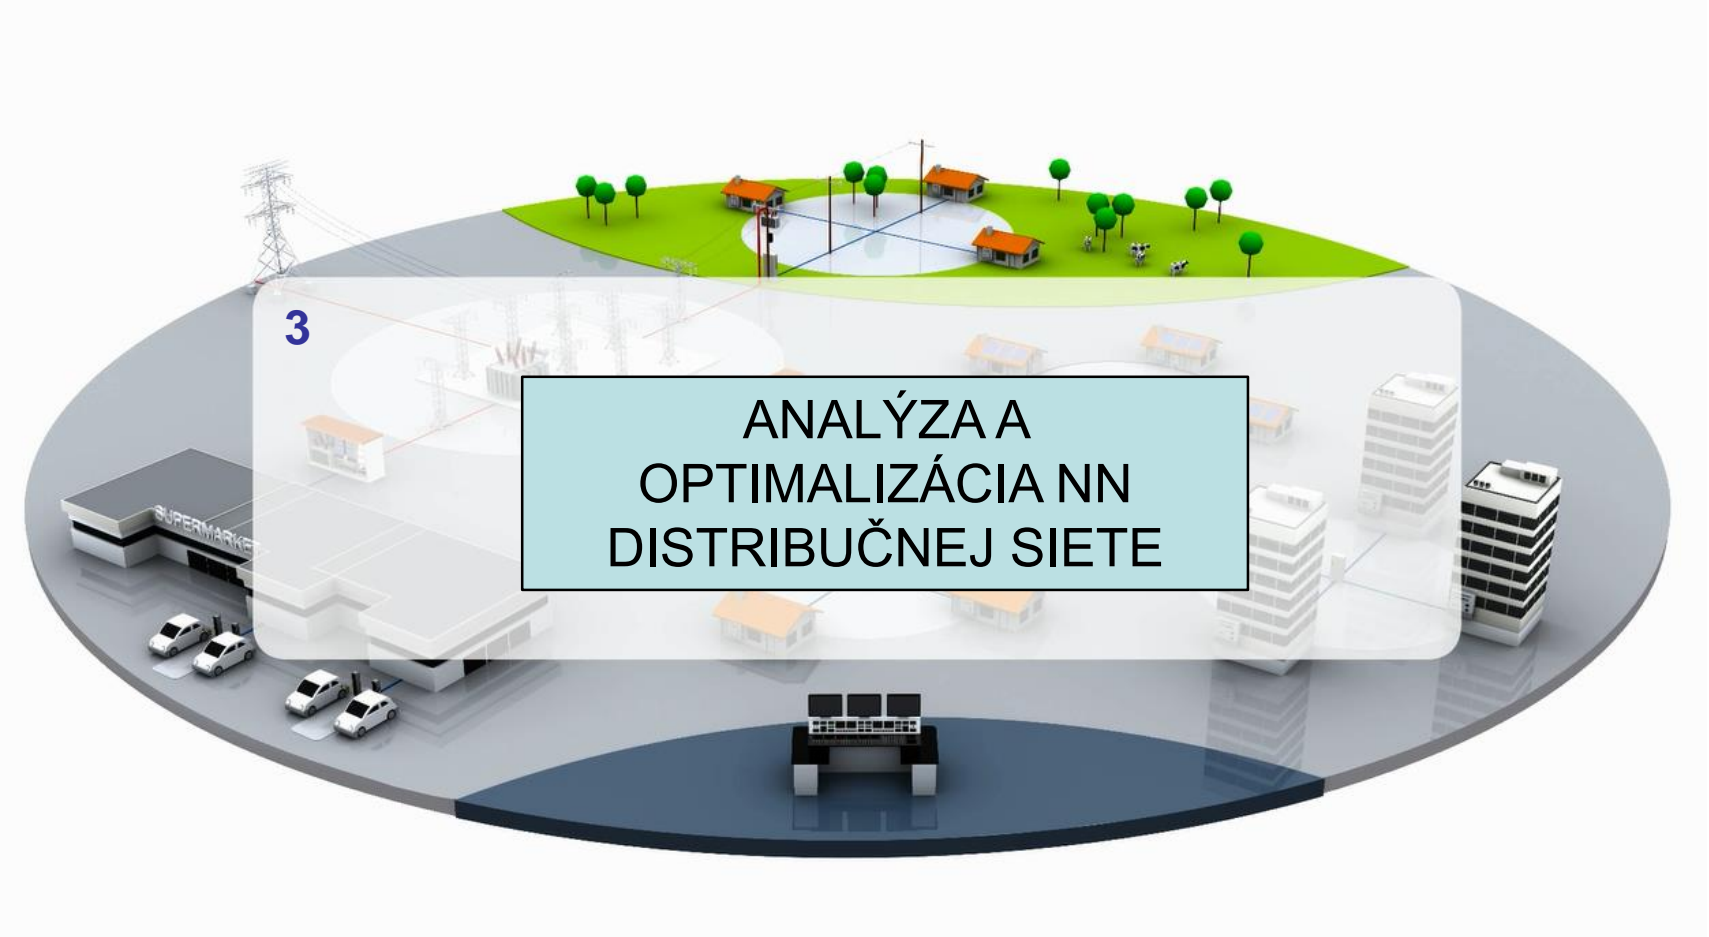 3
ANALÝZA A
OPTIMALIZÁCIA NN
DISTRIBUČNEJ SIETE
SUPERMARKET